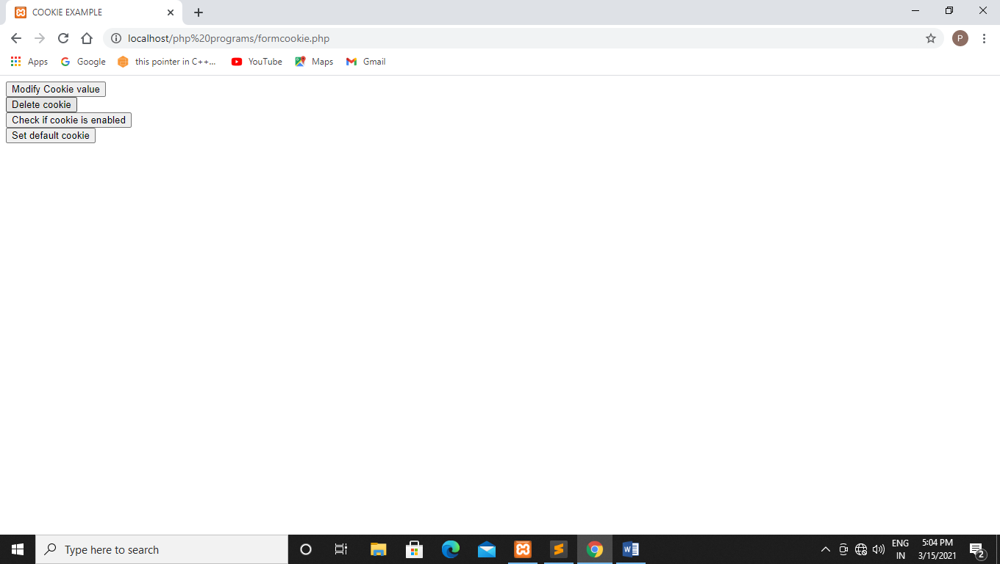 COOKIE EXAMPLE
localhost/php%20programs/formcookie.php
P
Apps Google this pointer in C++... YouTube Maps Gmail
Modify Cookie value
Delete cookie
Check if cookie is enabled
Set default cookie
Type here to search
ENG
IN
5:04 PM
3/15/2021
2